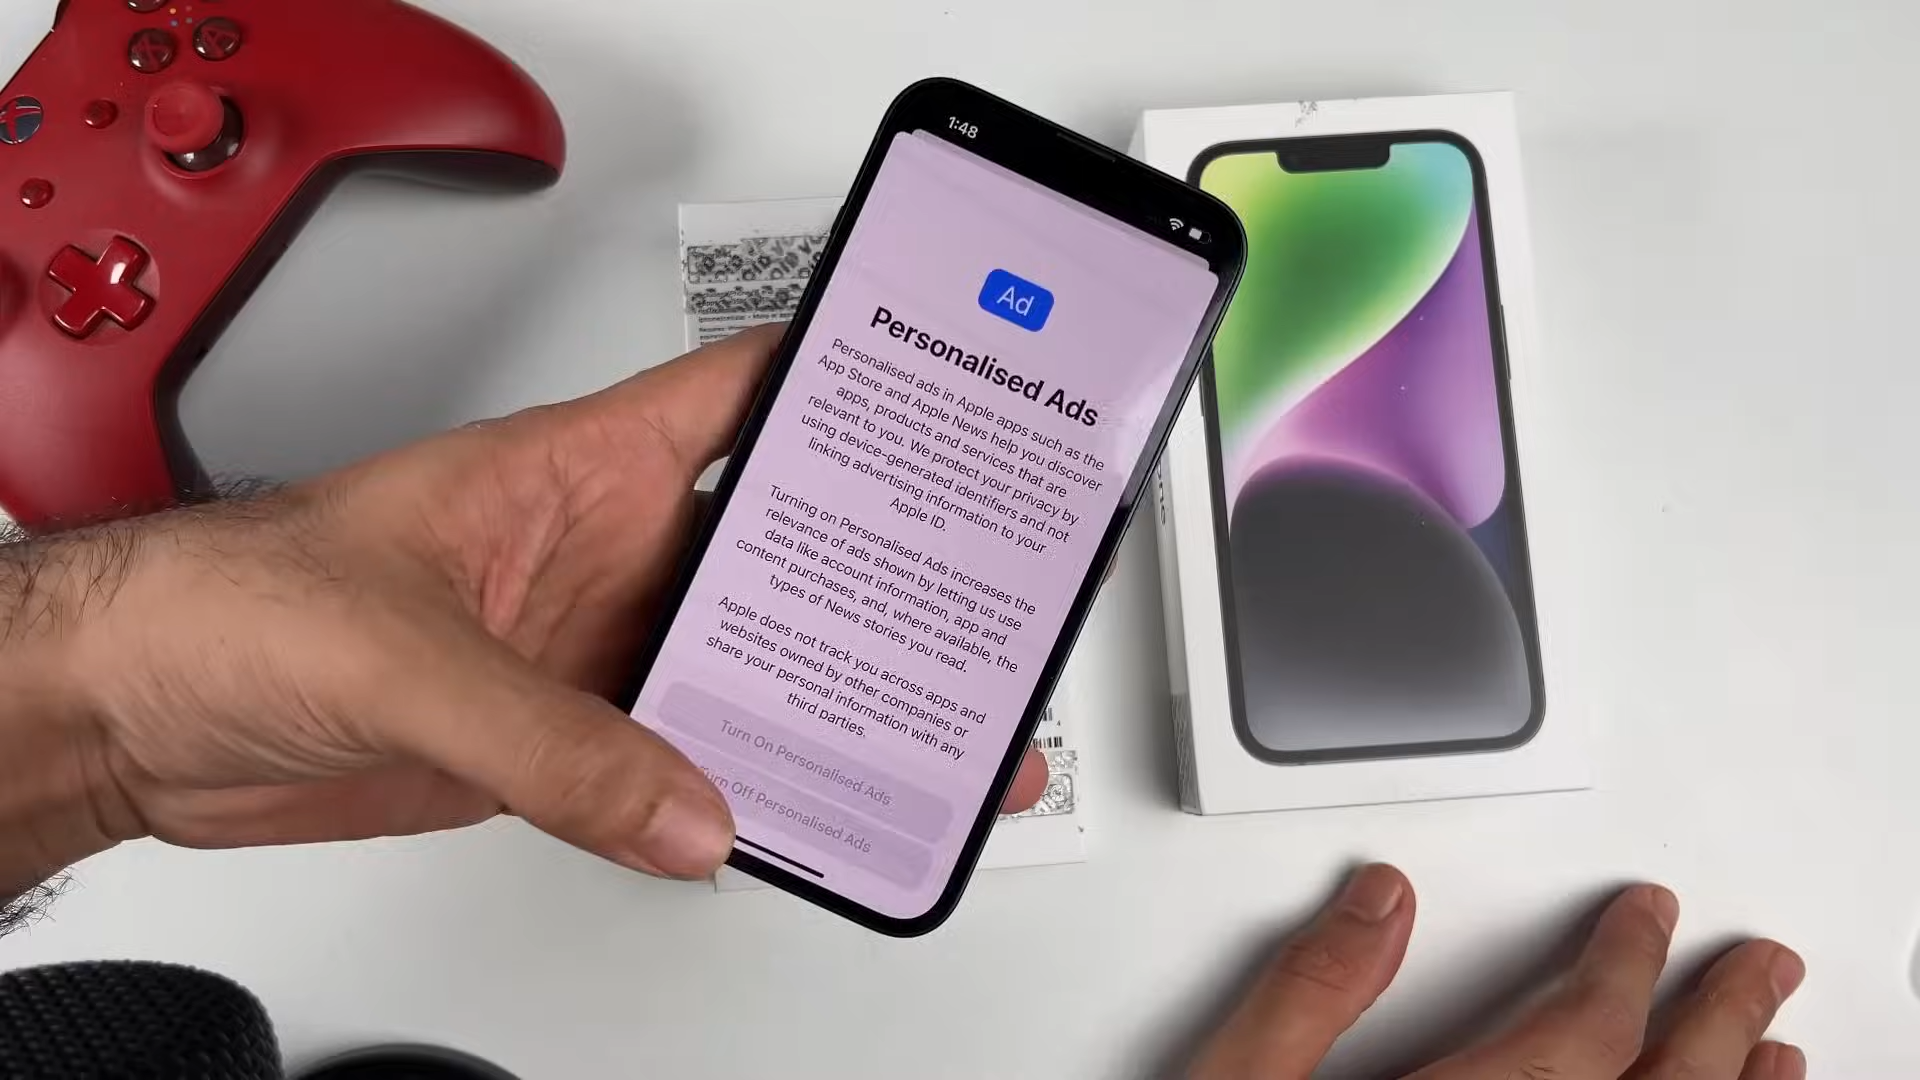 1:48
Ad
Personalised Ads
Personalised ads in Apple apps such as the
App Store and Apple News help you discover
apps, products and services that are
relevant to you. We protect your privacy by
using device-generated identifiers and not
linking advertising information to your
Apple ID.
Turning on Personalised Ads increases the
relevance of ads shown by letting us use
data like account information, app and
content purchases, and, where available, the
types of News stories you read.
Apple does not track you across apps and
websites owned by other companies or
share your personal information with any
third parties.
Turn On Personalised Ads
Turn Off Personalised Ads
X
A